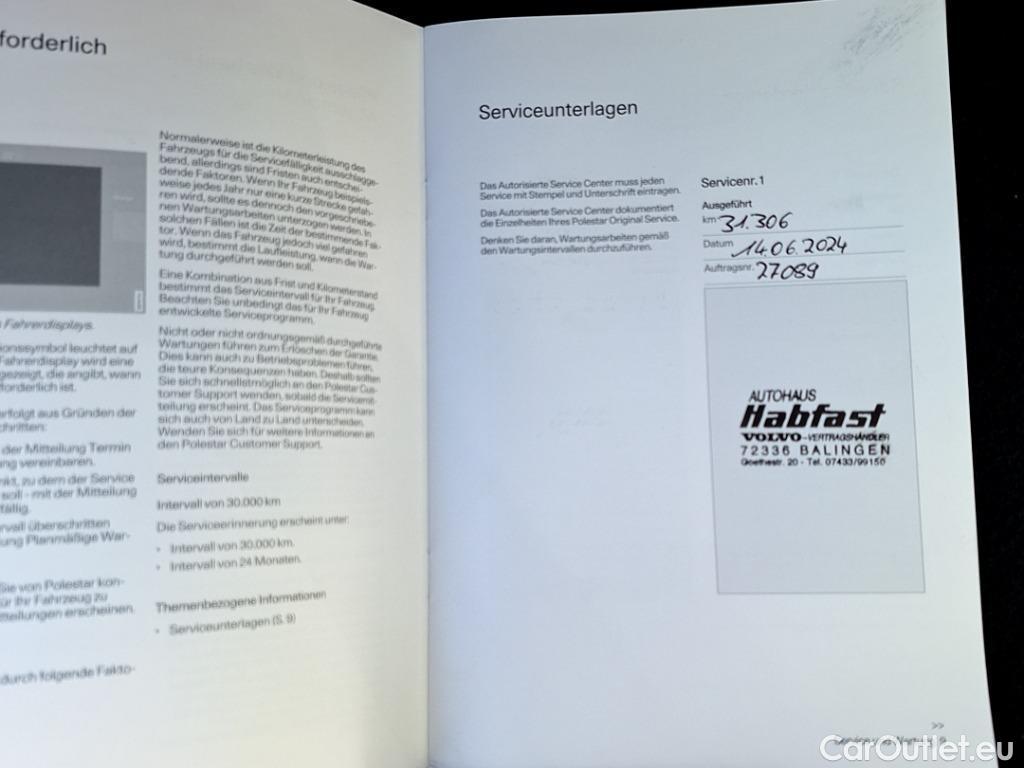 forderlich
Normalerweise ist die Kilometerleistung des
Fahrzeugs für die Servicefälligkeit ausschlagge-
bend, allerdings sind Fristen auch entschei-
dende Faktoren. Wenn Ihr Fahrzeug beispiels-
weise jedes Jahr nur eine kurze Strecke gefah-
ren wird, sollte es dennoch den vorgeschriebe-
nen Wartungsarbeiten unterzogen werden. In
solchen Fällen ist die Zeit der bestimmende Fak-
tor. Wenn das Fahrzeug jedoch viel gefahren
wird, bestimmt die Laufleistung, wann die War-
tung durchgeführt werden soll.
Eine Kombination aus Frist und Kilometerstand
bestimmt das Serviceintervall für Ihr Fahrzeug.
Beachten Sie unbedingt das für Ihr Fahrzeug
entwickelte Serviceprogramm.
Nicht oder nicht ordnungsgemäß durchgeführte
Wartungen führen zum Erlöschen der Garantie.
Dies kann auch zu Betriebsproblemen führen,
die teure Konsequenzen haben. Deshalb sollten
Sie sich schnellstmöglich an den Polestar Cus-
tomer Support wenden, sobald die Servicemit-
teilung erscheint. Das Serviceprogramm kann
sich auch von Land zu Land unterscheiden.
Wenden Sie sich für weitere Informationen an
den Polestar Customer Support.
Serviceintervalle
Intervall von 30.000 km
Die Serviceerinnerung erscheint unter:
Intervall von 30.000 km.
Intervall von 24 Monaten.
Themenbezogene Informationen
Serviceunterlagen (S. 9)
Fahrerdisplays.
onssymbol leuchtet auf
Fahrerdisplay wird eine
gezeigt, die angibt, wann
forderlich ist.
erfolgt aus Gründen der
chritten:
der Mitteilung Termin
ng vereinbaren.
nkt, zu dem der Service
soll - mit der Mitteilung
fällig.
rvall überschritten
ung Planmäßige War-
Sie von Polestar kon-
ür Ihr Fahrzeug zu
tteilungen erscheinen.
durch folgende Fakto-
Serviceunterlagen
Das Autorisierte Service Center muss jeden
Service mit Stempel und Unterschrift eintragen.
Das Autorisierte Service Center dokumentiert
die Einzelheiten Ihres Polestar Original Service.
Denken Sie daran, Wartungsarbeiten gemäß
den Wartungsintervallen durchzuführen.
Servicenr. 1
Ausgeführt
km 31.306
Datum 14.06.2024
Auftragsnr. 27089
AUTOHAUS
Habfast
VOLVO-VERTRAGSHÄNDLER
72336 BALINGEN
Goethestr. 20 - Tel. 07433/99150
>>
CarOutlet.eu